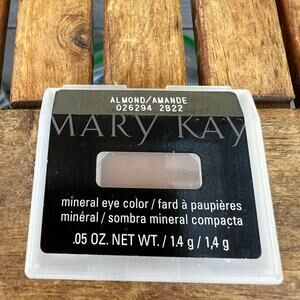 ALMOND/AMANDE
026294 2B22
MARY KAY
mineral eye color / fard à paupières
minéral / sombra mineral compacta
.05 OZ. NET WT. / 1.4 g / 1,4 g